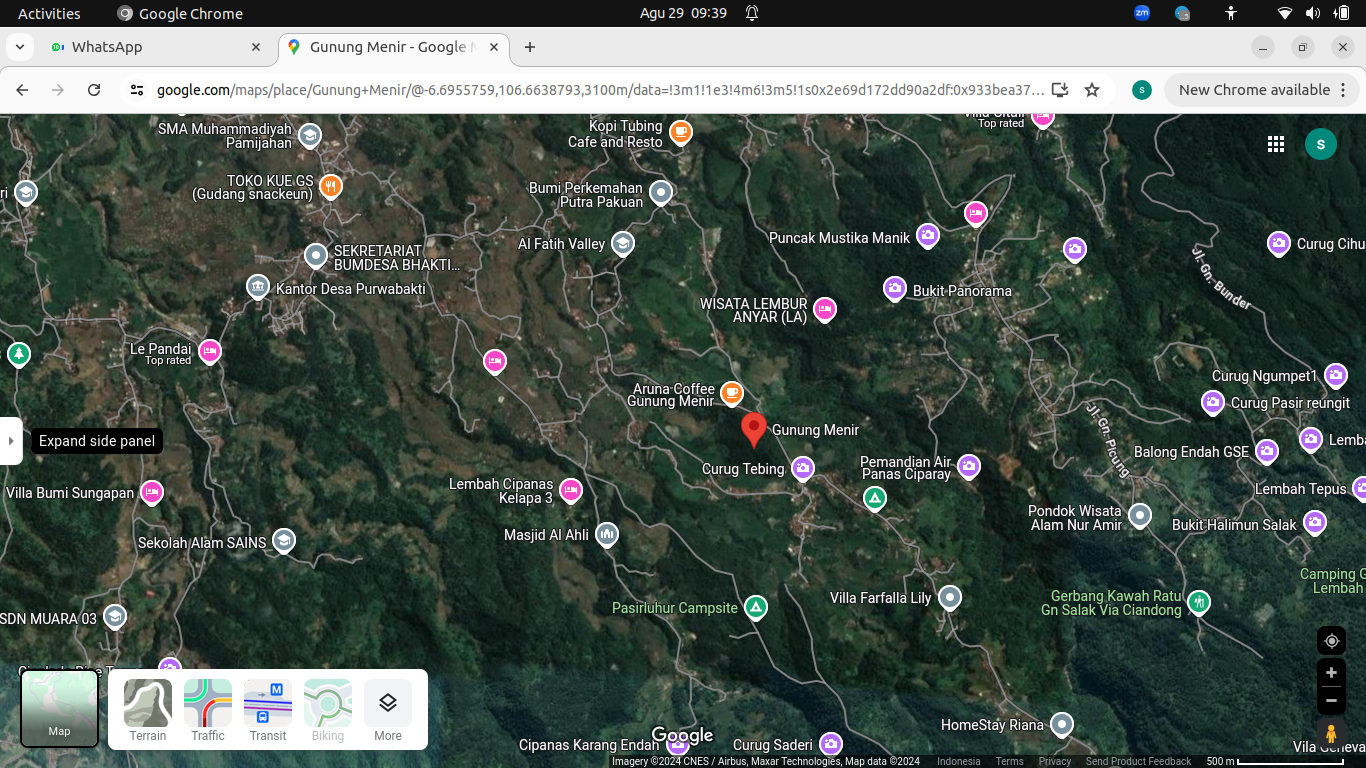 Activities
Google Chrome
Agu 29 09:39
WhatsApp
Gunung Menir - Google M
google.com/maps/place/Gunung+Menir/@-6.6955759,106.6638793,3100m/data=!3m1!1e3!4m6!3m5!1s0x2e69d172dd90a2df:0x933bea37...
S
New Chrome available
Top rated
SMA Muhammadiyah
Pamijahan
Kopi Tubing
Cafe and Resto
S
TOKO KUE GS
(Gudang snackeun)
ri
Bumi Perkemahan
Putra Pakuan
Al Fatih Valley
Puncak Mustika Manik
Curug Cihu
SEKRETARIAT
BUMDESA BHAKTI...
Jl. Gn. Bunder
Kantor Desa Purwabakti
Bukit Panorama
WISATA LEMBUR
ANYAR (LA)
Le Pandai
Top rated
Curug Ngumpet1
Aruna Coffee
Gunung Menir
Curug Pasir reungit
Gunung Menir
Jl. Gn. Picung
Expand side panel
Lemba
Balong Endah GSE
Curug Tebing
Pemandian Air
Panas Ciparay
Lembah Cipanas
Kelapa 3
Villa Bumi Sungapan
Lembah Tepus
Pondok Wisata
Alam Nur Amir
Bukit Halimun Salak
Masjid Al Ahli
Sekolah Alam SAINS
Camping G
Lembah
Villa Farfalla Lily
Gerbang Kawah Ratu
Gn Salak Via Ciandong
Pasirluhur Campsite
SDN MUARA 03
Map
Terrain
Traffic
M
Transit
Biking
More
HomeStay Riana
Google
Cipanas Karang Endah
Curug Saderi
Vila Geneva
Imagery ©2024 CNES / Airbus, Maxar Technologies, Map data ©2024
Indonesia
Terms
Privacy
Send Product Feedback
500 m